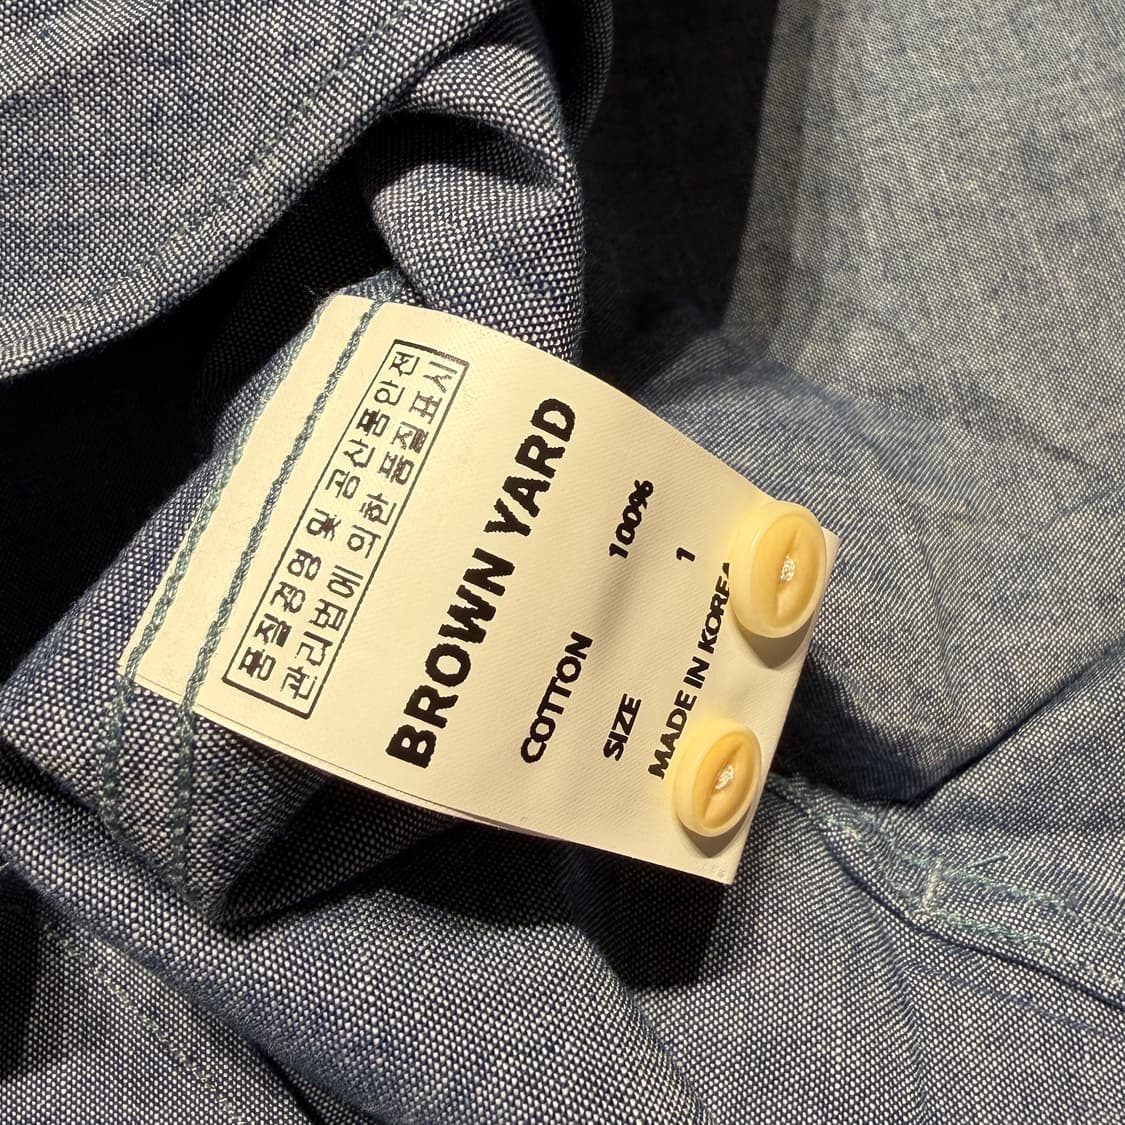 품질경영 및 공산품안전
관리법에 의한 품질표시
BROWN YARD
COTTON 100%
SIZE 1
MADE IN KOREA